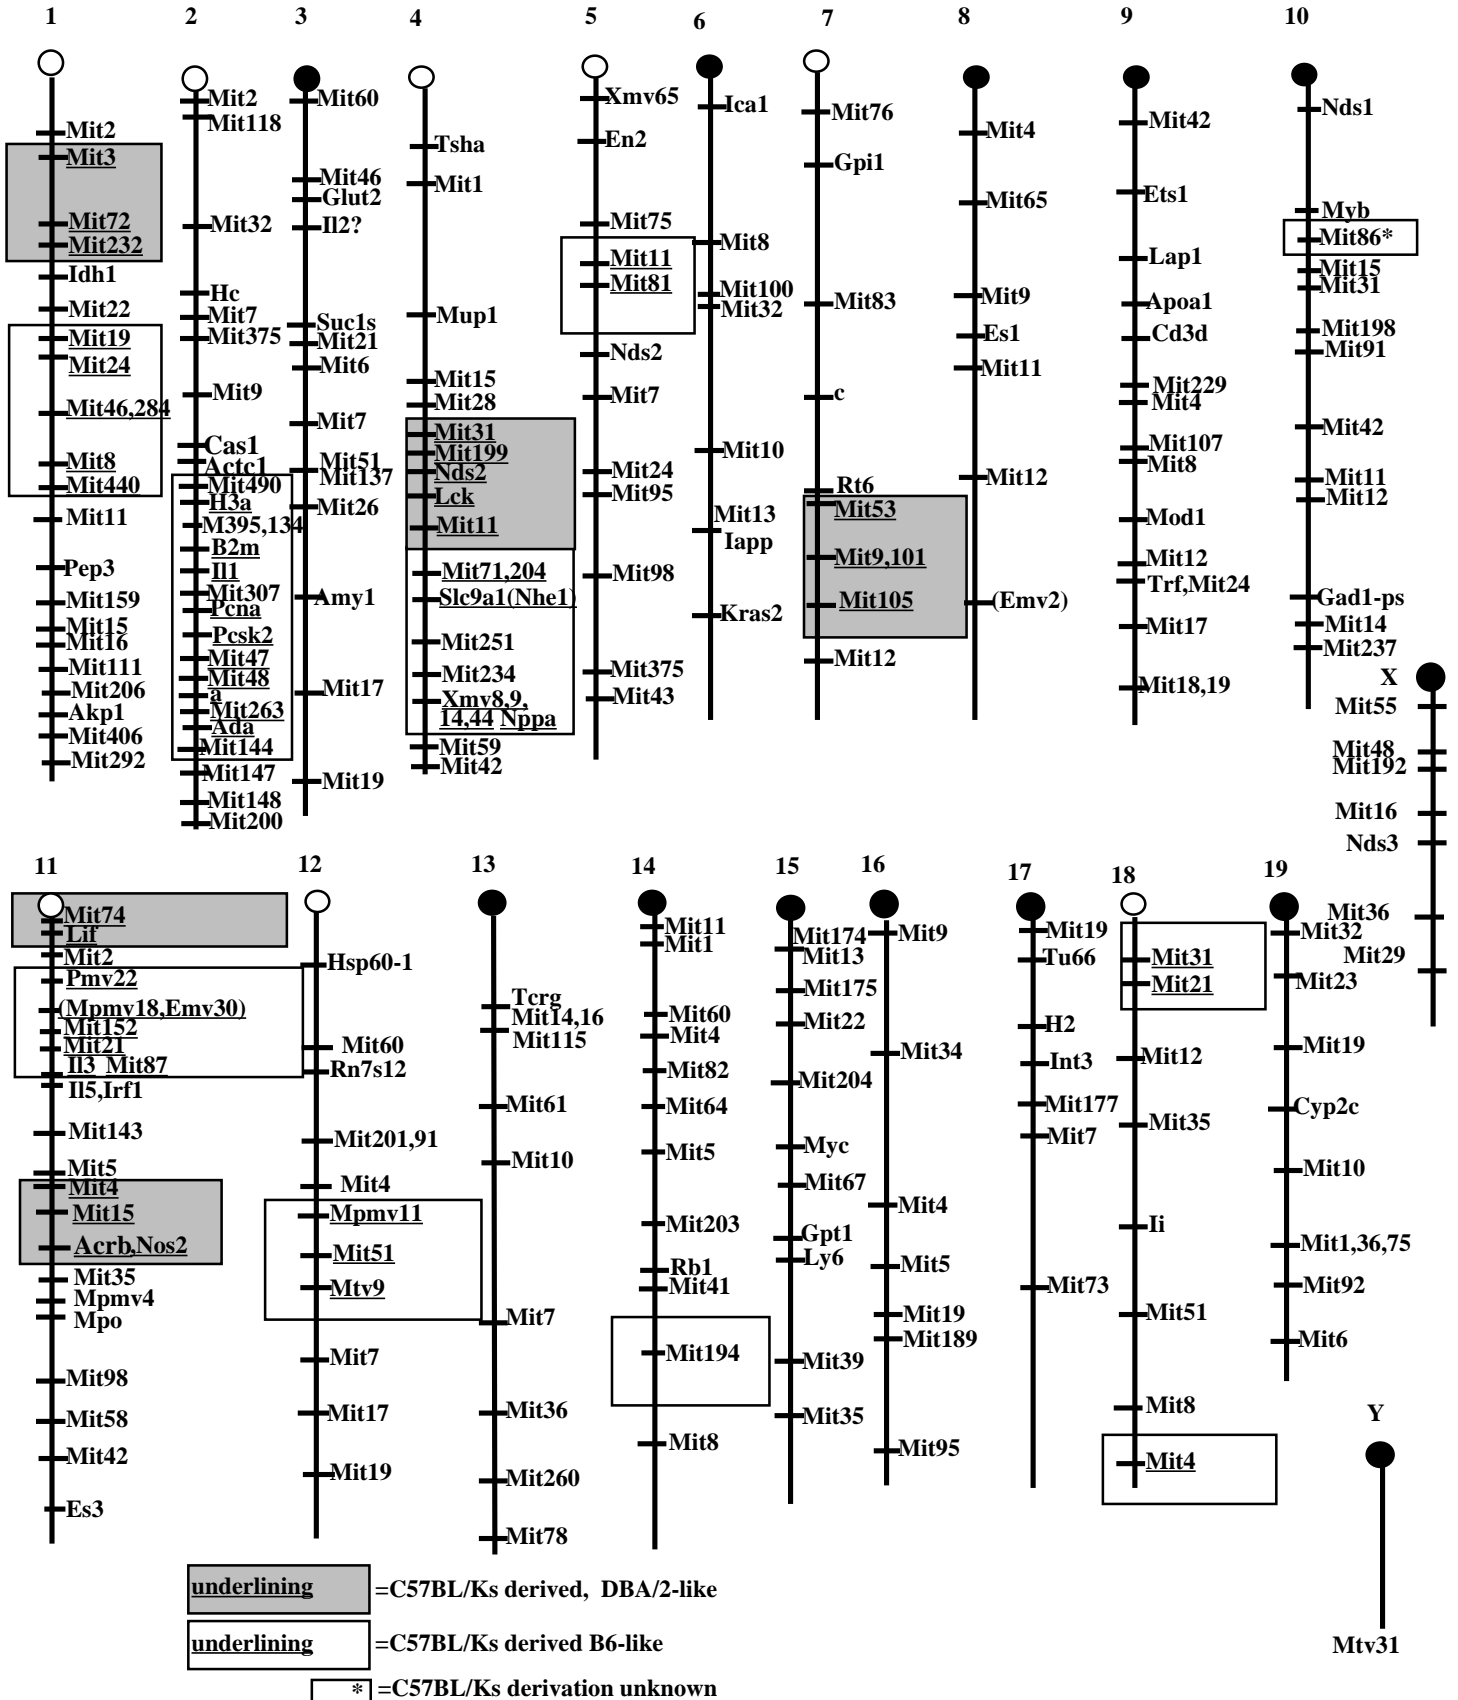 1 2 3 4 5 6 7 8 9 10
Mit2
Mit3
Mit72
Mit232
Idh1
Mit22
Mit19
Mit24
Mit46,284
Mit8
Mit440
Mit11
Pep3
Mit159
Mit15
Mit16
Mit111
Mit206
Akp1
Mit406
Mit292
Mit2
Mit118
Mit32
Hc
Mit7
Mit375
Mit9
Cas1
Actc1
Mit490
H3a
M395,134
B2m
Il1
Mit307
Pcna
Pcsk2
Mit47
Mit48
a
Mit263
Ada
Mit144
Mit147
Mit148
Mit200
Mit60
Mit46
Glut2
Il2?
Suc1s
Mit21
Mit6
Mit7
Mit51
Mit137
Mit26
Amy1
Mit17
Mit19
Tsha
Mit1
Mup1
Mit15
Mit28
Mit31
Mit199
Nds2
Lck
Mit11
Mit71,204
Slc9a1(Nhe1)
Mit251
Mit234
Xmv8,9,
14,44 Nppa
Mit59
Mit42
Xmv65
En2
Mit75
Mit11
Mit81
Nds2
Mit7
Mit24
Mit95
Mit98
Mit375
Mit43
Ica1
Mit8
Mit100
Mit32
Mit10
Mit13
Iapp
Kras2
Mit76
Gpi1
Mit83
c
Rt6
Mit53
Mit9,101
Mit105
Mit12
Mit4
Mit65
Mit9
Es1
Mit11
Mit12
(Emv2)
Mit42
Ets1
Lap1
Apoa1
Cd3d
Mit229
Mit4
Mit107
Mit8
Mod1
Mit12
Trf,Mit24
Mit17
Mit18,19
Nds1
Myb
Mit86*
Mit15
Mit31
Mit198
Mit91
Mit42
Mit11
Mit12
Gad1-ps
Mit14
Mit237
X
Mit55
Mit48
Mit192
Mit16
Nds3
Mit36
Mit29
11 12 13 14 15 16 17 18 19
Mit74
Lif
Mit2
Pmv22
(Mpmv18,Emv30)
Mit152
Mit21
Il3 Mit87
Il5,Irf1
Mit143
Mit5
Mit4
Mit15
Acrb,Nos2
Mit35
Mpmv4
Mpo
Mit98
Mit58
Mit42
Es3
Hsp60-1
Mit60
Rn7s12
Mit201,91
Mit4
Mpmv11
Mit51
Mtv9
Mit7
Mit17
Mit19
Tcrg
Mit14,16
Mit115
Mit61
Mit10
Mit7
Mit36
Mit260
Mit78
Mit11
Mit1
Mit60
Mit4
Mit82
Mit64
Mit5
Mit203
Rb1
Mit41
Mit194
Mit8
Mit174
Mit13
Mit175
Mit22
Mit204
Myc
Mit67
Gpt1
Ly6
Mit39
Mit35
Mit9
Mit34
Mit4
Mit5
Mit19
Mit189
Mit95
Mit19
Tu66
H2
Int3
Mit177
Mit7
Mit73
Mit31
Mit21
Mit12
Mit35
Ii
Mit51
Mit8
Mit4
Mit32
Mit23
Mit19
Cyp2c
Mit10
Mit1,36,75
Mit92
Mit6
Y
Mtv31
underlining =C57BL/Ks derived, DBA/2-like
underlining =C57BL/Ks derived B6-like
* =C57BL/Ks derivation unknown